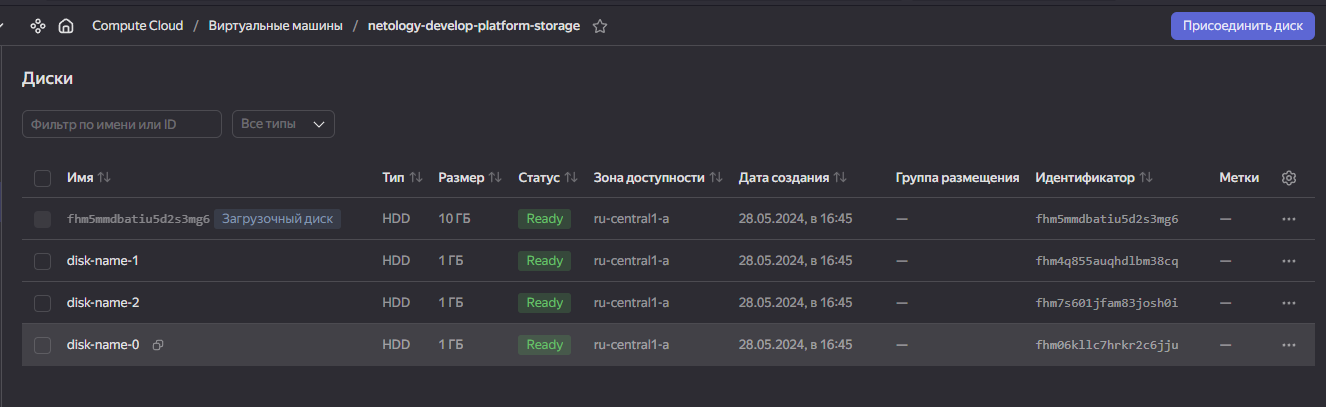 Compute Cloud / Виртуальные машины / netology-develop-platform-storage Присоединить диск
Диски
Фильтр по имени или ID Все типы
Имя Тип Размер Статус Зона доступности Дата создания Группа размещения Идентификатор Метки
fhm5mmdbatiu5d2s3mg6 Загрузочный диск HDD 10 ГБ Ready ru-central1-a 28.05.2024, в 16:45 — fhm5mmdbatiu5d2s3mg6 —
disk-name-1 HDD 1 ГБ Ready ru-central1-a 28.05.2024, в 16:45 — fhm4q855auqhdlbm38cq —
disk-name-2 HDD 1 ГБ Ready ru-central1-a 28.05.2024, в 16:45 — fhm7s601jfam83josh0i —
disk-name-0 HDD 1 ГБ Ready ru-central1-a 28.05.2024, в 16:45 — fhm06kllc7hrkr2c6jju —